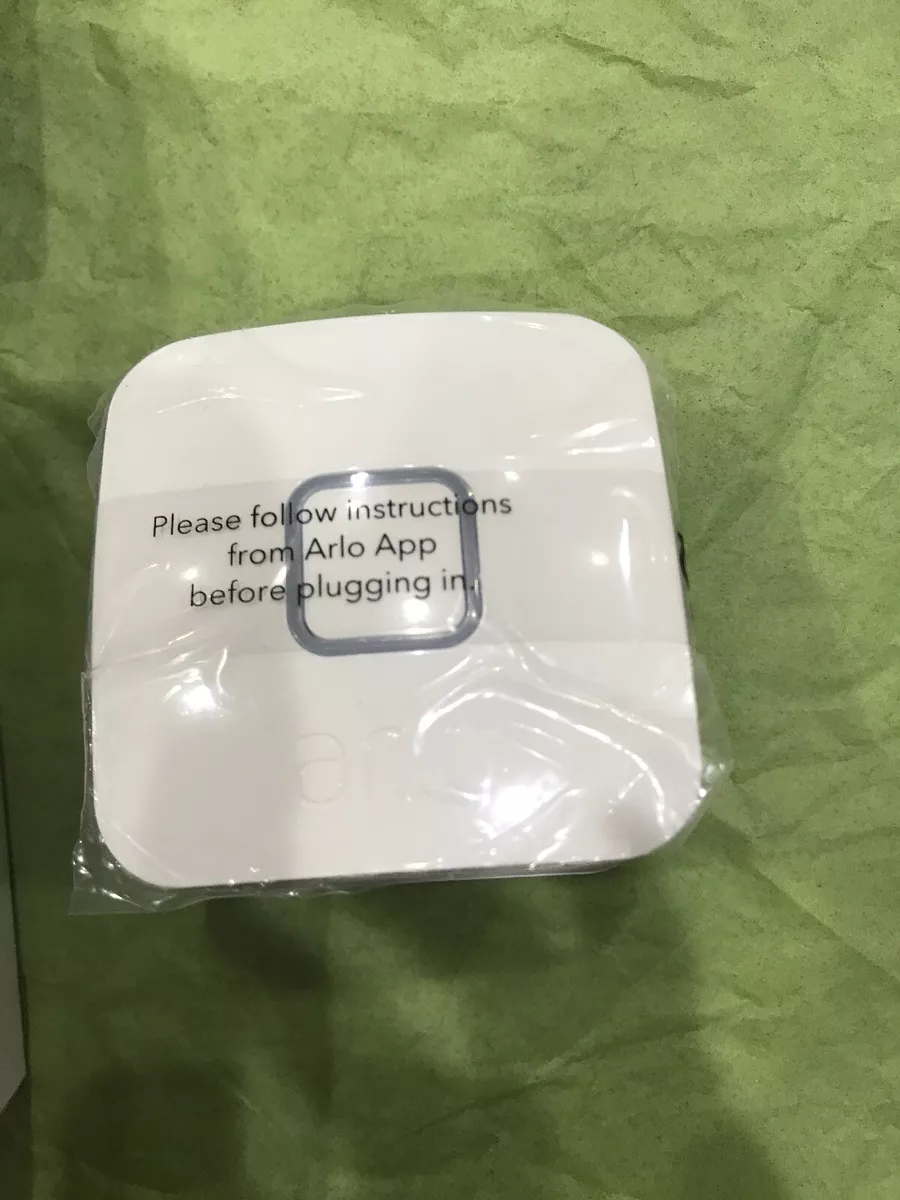 Please follow instructions
from Arlo App
before plugging in.